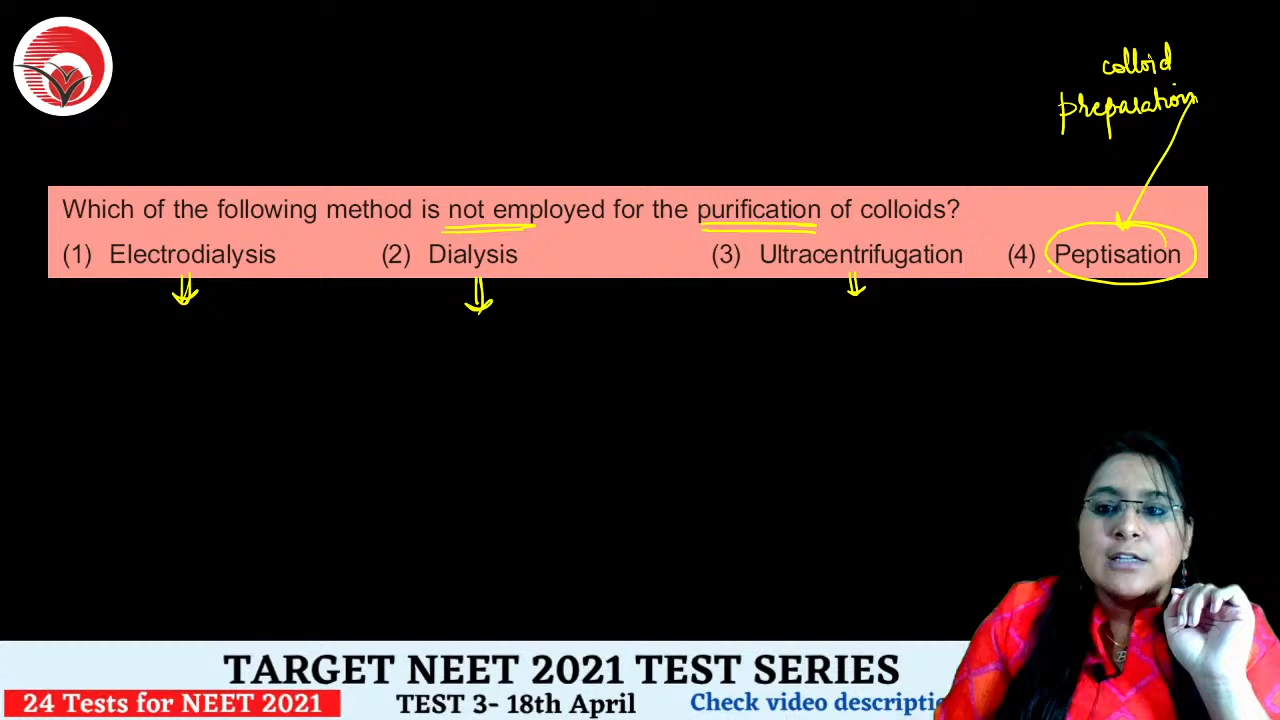 colloid
preparation
Which of the following method is not employed for the purification of colloids?
(1) Electrodialysis (2) Dialysis (3) Ultracentrifugation (4) Peptisation
TARGET NEET 2021 TEST SERIES
24 Tests for NEET 2021 TEST 3- 18th April Check video descriptio